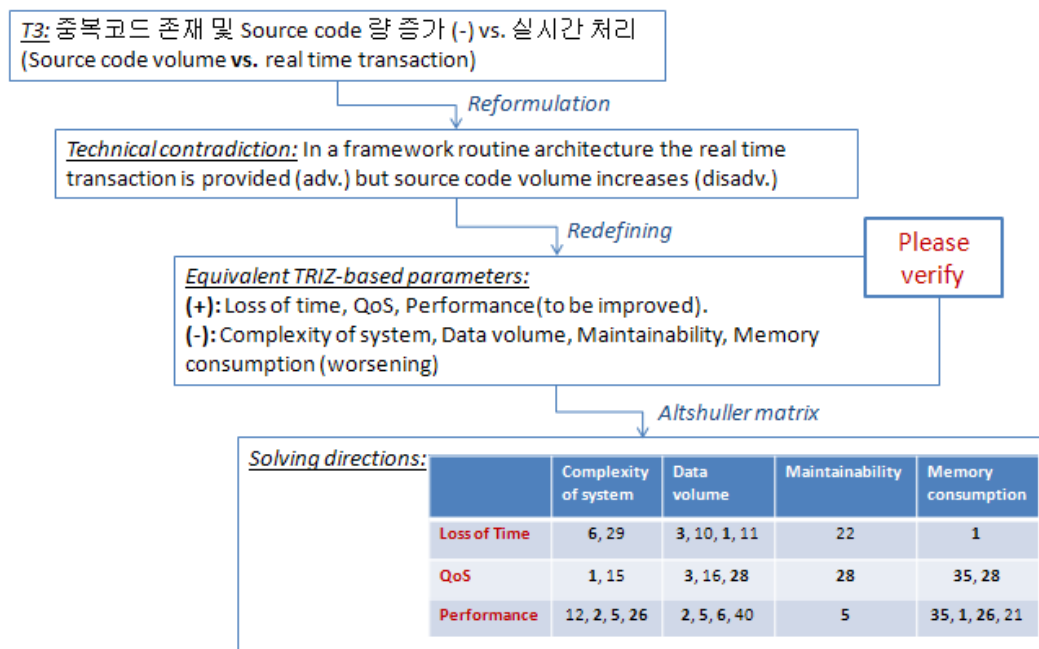 T3: 중복코드 존재 및 Source code 량 증가 (-) vs. 실시간 처리
(Source code volume vs. real time transaction)
Reformulation
Technical contradiction: In a framework routine architecture the real time
transaction is provided (adv.) but source code volume increases (disadv.)
Redefining
Please
verify
Equivalent TRIZ-based parameters:
(+): Loss of time, QoS, Performance(to be improved).
(-): Complexity of system, Data volume, Maintainability, Memory
consumption (worsening)
Altshuller matrix
Solving directions:
Complexity of system Data volume Maintainability Memory consumption
Loss of Time 6, 29 3, 10, 1, 11 22 1
QoS 1, 15 3, 16, 28 28 35, 28
Performance 12, 2, 5, 26 2, 5, 6, 40 5 35, 1, 26, 21